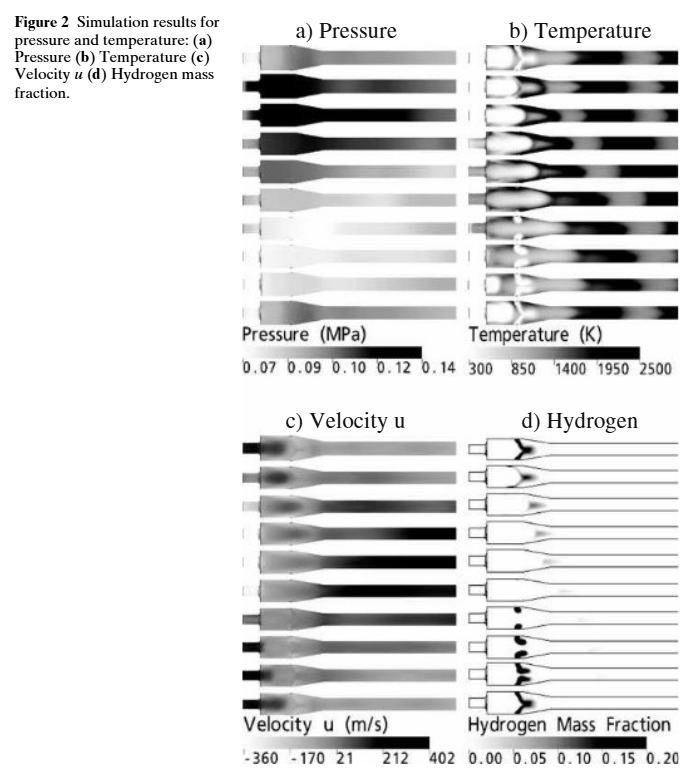 Figure 2 Simulation results for
pressure and temperature: (a)
Pressure (b) Temperature (c)
Velocity u (d) Hydrogen mass
fraction.
a) Pressure
b) Temperature
Pressure (MPa)
0.07 0.09 0.10 0.12 0.14
Temperature (K)
300 850 1400 1950 2500
c) Velocity u
d) Hydrogen
Velocity u (m/s)
-360 -170 21 212 402
Hydrogen Mass Fraction
0.00 0.05 0.10 0.15 0.20